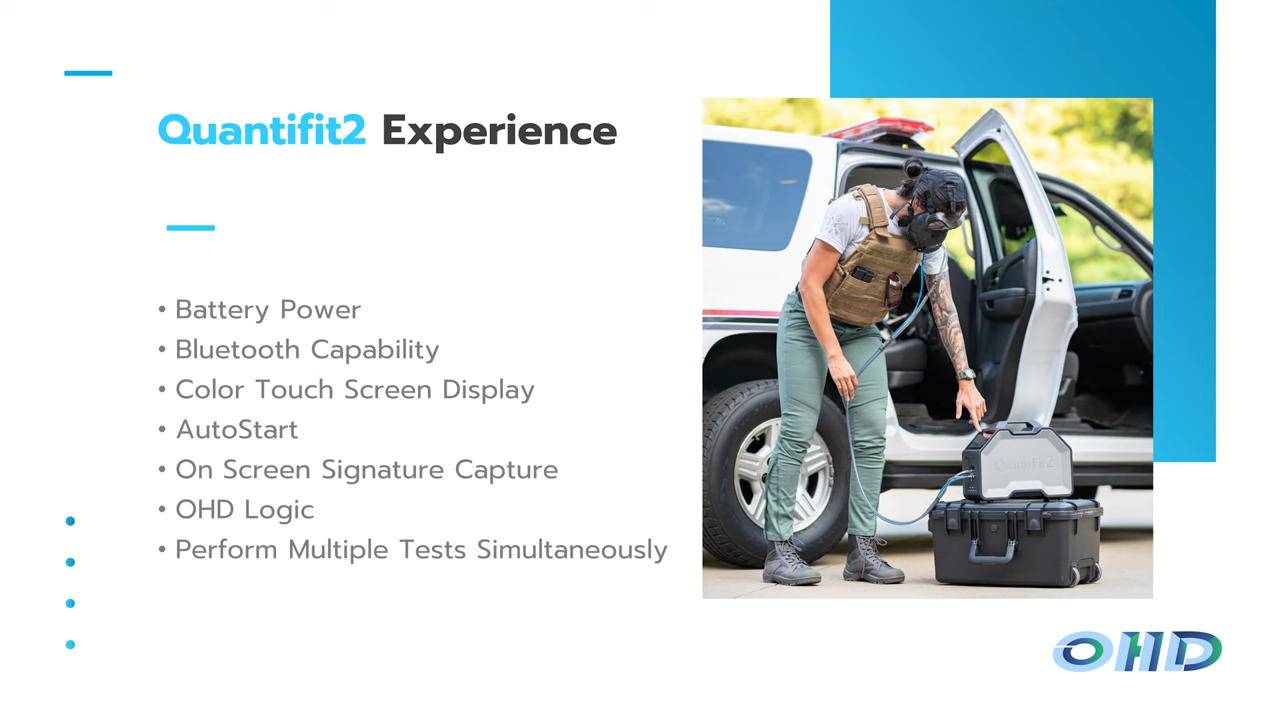 Quantifit2 Experience
• Battery Power
• Bluetooth Capability
• Color Touch Screen Display
• AutoStart
• On Screen Signature Capture
• OHD Logic
• Perform Multiple Tests Simultaneously
QuantiFit2
OHD